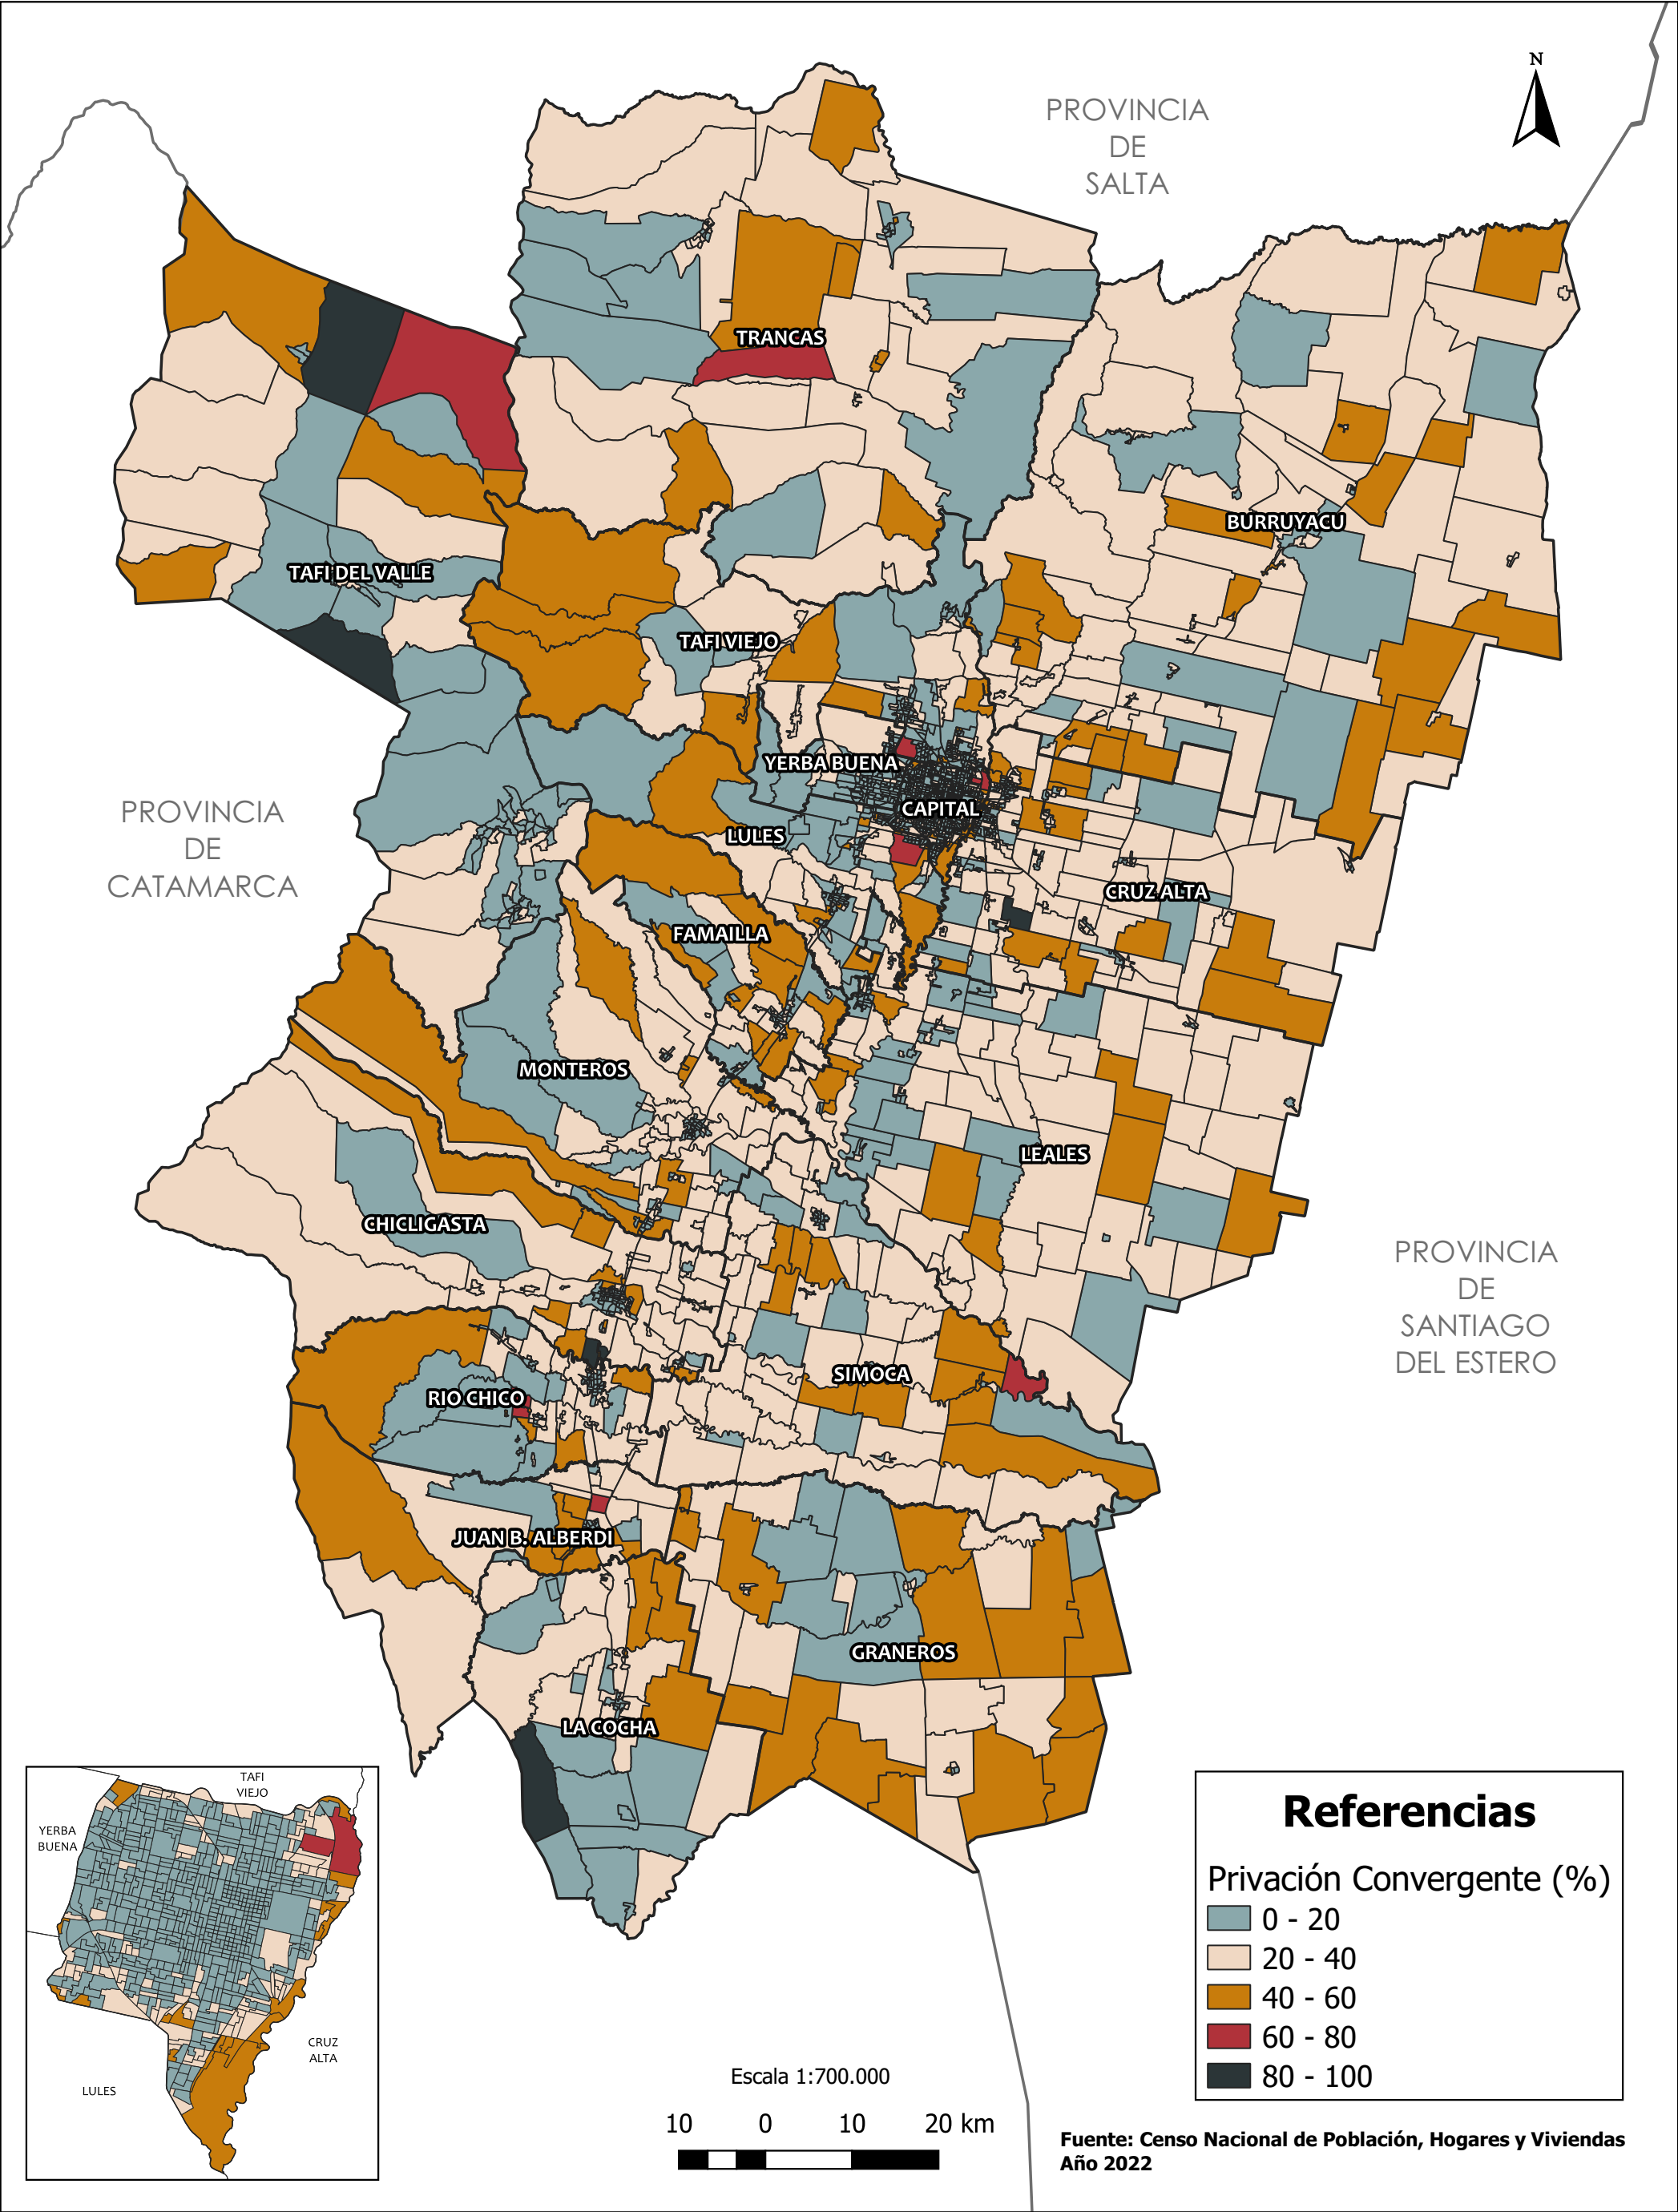 N
PROVINCIA
DE
SALTA
TRANCAS
BURRUYACU
TAFI DEL VALLE
TAFI VIEJO
YERBA BUENA
CAPITAL
LULES
PROVINCIA
DE
CATAMARCA
CRUZ ALTA
FAMAILLA
MONTEROS
LEALES
CHICLIGASTA
PROVINCIA
DE
SANTIAGO
DEL ESTERO
SIMOCA
RIO CHICO
JUAN B. ALBERDI
GRANEROS
LA COCHA
TAFI
VIEJO
YERBA
BUENA
CRUZ
ALTA
LULES
Referencias
Privación Convergente (%)
0 - 20
20 - 40
40 - 60
60 - 80
80 - 100
Escala 1:700.000
10 0 10 20 km
Fuente: Censo Nacional de Población, Hogares y Viviendas
Año 2022